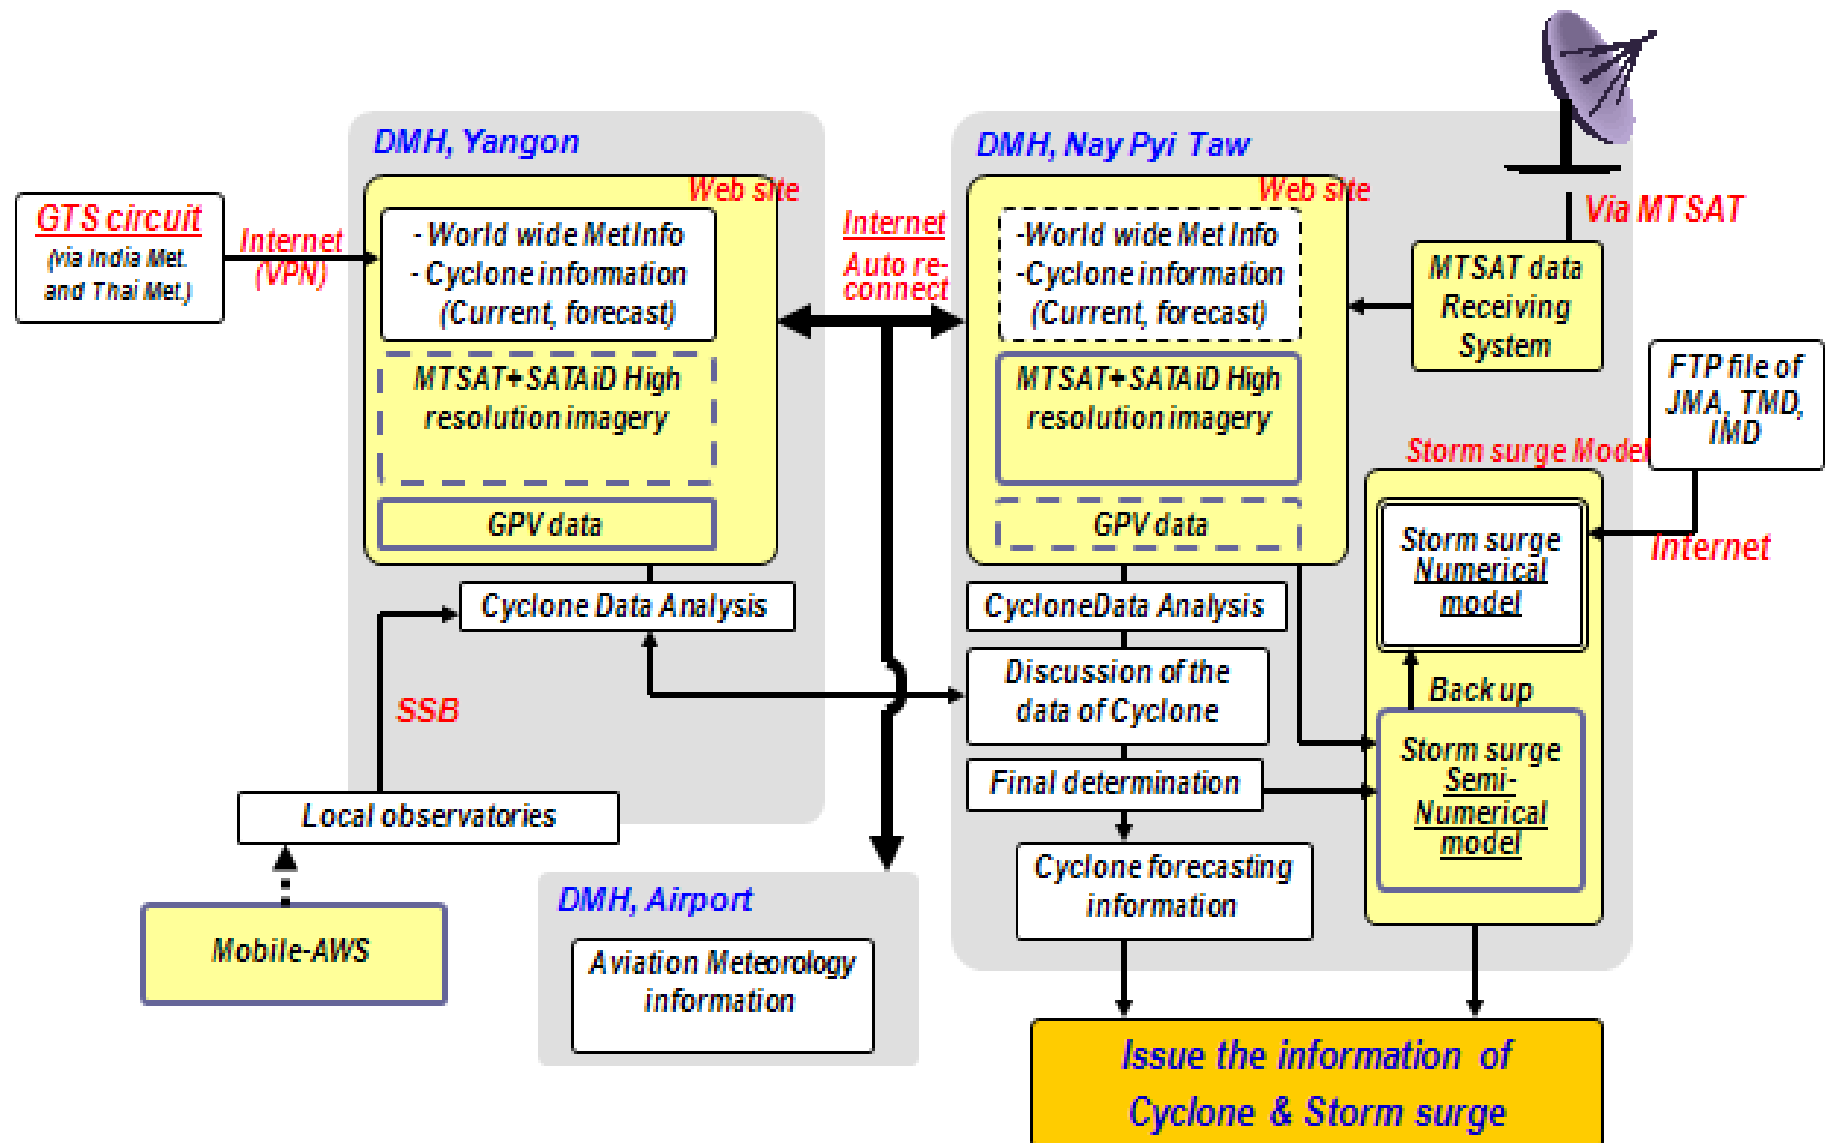 DMH, Yangon
DMH, Nay Pyi Taw
Web site
Web site
Via MTSAT
GTS circuit
(via India Met.
and Thai Met.)
Internet
(VPN)
- World wide MetInfo
- Cyclone information
(Current, forecast)
MTSAT+SATAiD High
resolution imagery
GPV data
Internet
Auto re-
connect
-World wide Met Info
-Cyclone information
(Current, forecast)
MTSAT+SATAiD High
resolution imagery
GPV data
MTSAT data
Receiving
System
FTP file of
JMA, TMD,
IMD
Storm surge Model
Internet
Storm surge
Numerical
model
Back up
Storm surge
Semi-
Numerical
model
Cyclone Data Analysis
CycloneData Analysis
Discussion of the
data of Cyclone
SSB
Final determination
Local observatories
Cyclone forecasting
information
Mobile-AWS
DMH, Airport
Aviation Meteorology
information
Issue the information of
Cyclone & Storm surge